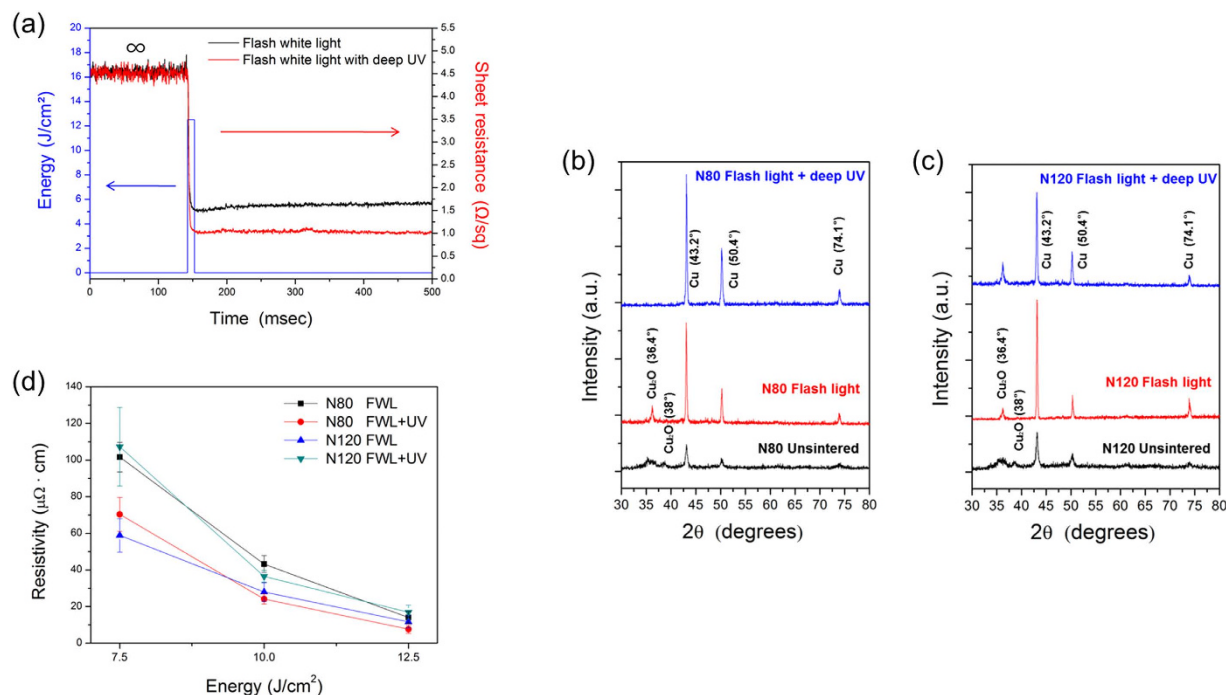 (a)
∞
Flash white light
Flash white light with deep UV
Energy (J/cm²)
20
18
16
14
12
10
8
6
4
2
0
Sheet resistance (Ω/sq)
5.5
5.0
4.5
4.0
3.5
3.0
2.5
2.0
1.5
1.0
0.5
0.0
0 100 200 300 400 500
Time (msec)
(b)
N80 Flash light + deep UV
Cu (43.2°)
Cu (50.4°)
Cu (74.1°)
Cu₂O (36.4°)
Cu₂O (38°)
N80 Flash light
N80 Unsintered
Intensity (a.u.)
30 35 40 45 50 55 60 65 70 75 80
2θ (degrees)
(c)
N120 Flash light + deep UV
Cu (43.2°)
Cu (50.4°)
Cu (74.1°)
Cu₂O (36.4°)
Cu₂O (38°)
N120 Flash light
N120 Unsintered
Intensity (a.u.)
30 35 40 45 50 55 60 65 70 75 80
2θ (degrees)
(d)
N80 FWL
N80 FWL+UV
N120 FWL
N120 FWL+UV
Resistivity (μΩ · cm)
140
120
100
80
60
40
20
0
7.5 10.0 12.5
Energy (J/cm²)